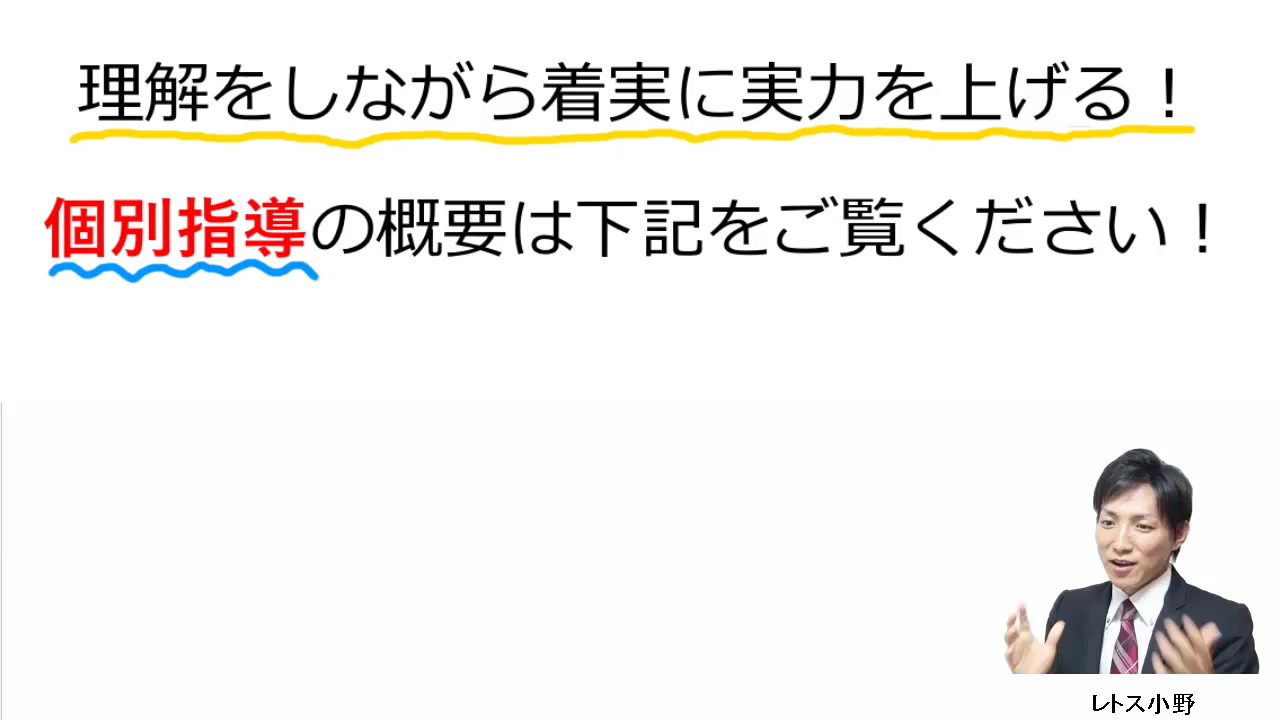 理解をしながら着実に実力を上げる！
個別指導の概要は下記をご覧ください！
レトス小野